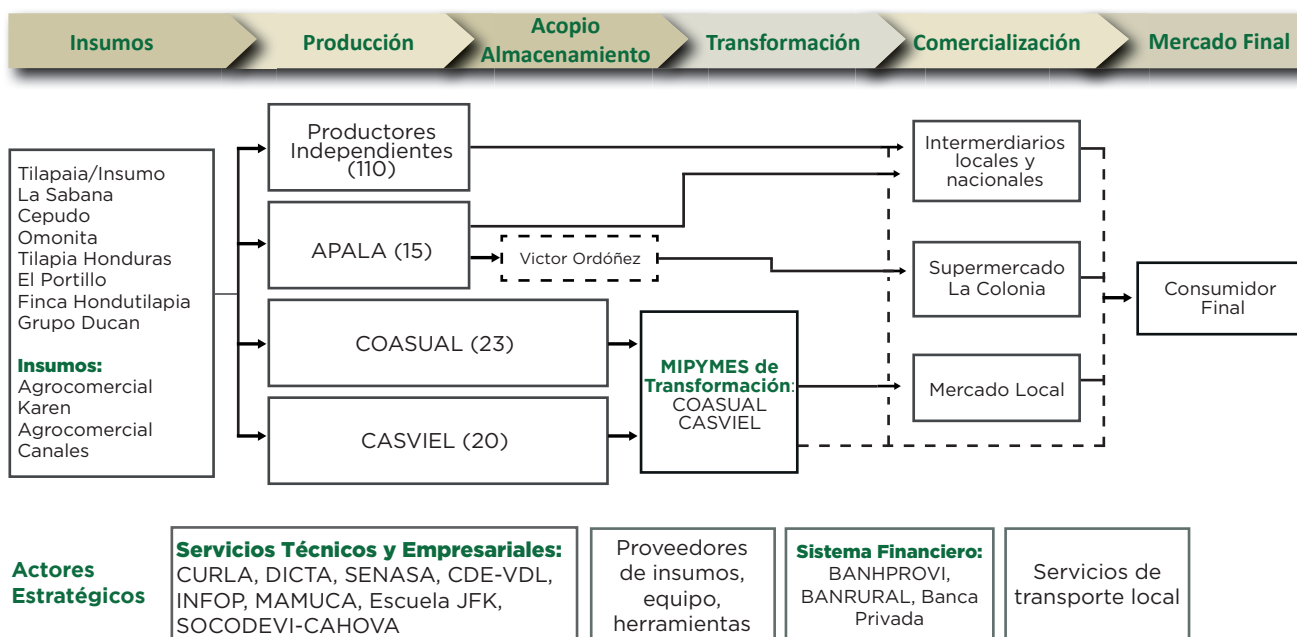 Insumos
Producción
Acopio
Almacenamiento
Transformación
Comercialización
Mercado Final
Tilapaia/Insumo
La Sabana
Cepudo
Omonita
Tilapia Honduras
El Portillo
Finca Hondutilapia
Grupo Ducan
Insumos:
Agrocomercial
Karen
Agrocomercial
Canales
Productores
Independientes
(110)
APALA (15)
COASUAL (23)
CASVIEL (20)
Victor Ordóñez
MIPYMES de
Transformación:
COASUAL
CASVIEL
Intermerdiarios
locales y
nacionales
Supermercado
La Colonia
Mercado Local
Consumidor
Final
Actores
Estratégicos
Servicios Técnicos y Empresariales:
CURLA, DICTA, SENASA, CDE-VDL,
INFOP, MAMUCA, Escuela JFK,
SOCODEVI-CAHOVA
Proveedores
de insumos,
equipo,
herramientas
Sistema Financiero:
BANHPROVI,
BANRURAL, Banca
Privada
Servicios de
transporte local